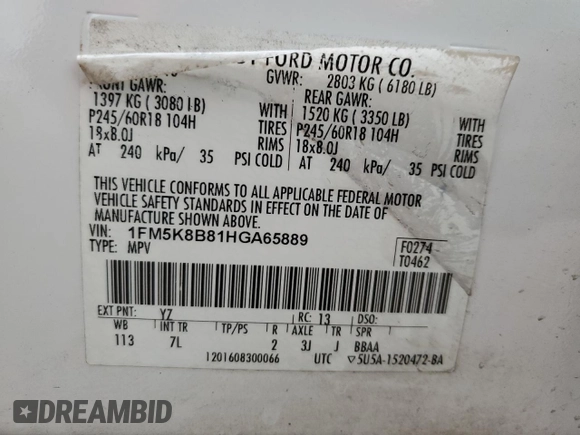 FORD MOTOR CO.
GVWR: 2803 KG ( 6180 LB)
FRONT GAWR: REAR GAWR:
1397 KG ( 3080 LB) 1520 KG ( 3350 LB)
P245/60R18 104H WITH TIRES P245/60R18 104H WITH TIRES
18x8.0J RIMS 18x8.0J RIMS
AT 240 kPa/ 35 PSI COLD AT 240 kPa/ 35 PSI COLD
THIS VEHICLE CONFORMS TO ALL APPLICABLE FEDERAL MOTOR
VEHICLE SAFETY STANDARDS IN EFFECT ON THE DATE OF
MANUFACTURE SHOWN ABOVE.
VIN: 1FM5K8B81HGA65889
TYPE: MPV
F0274
T0462
EXT PNT: YZ RC: 13 DSO:
WB INT TR TP/PS R AXLE TR SPR
113 7L 2 3J J BBAA
1201608300066 UTC ▽5U5A-1520472-BA
DREAMBID